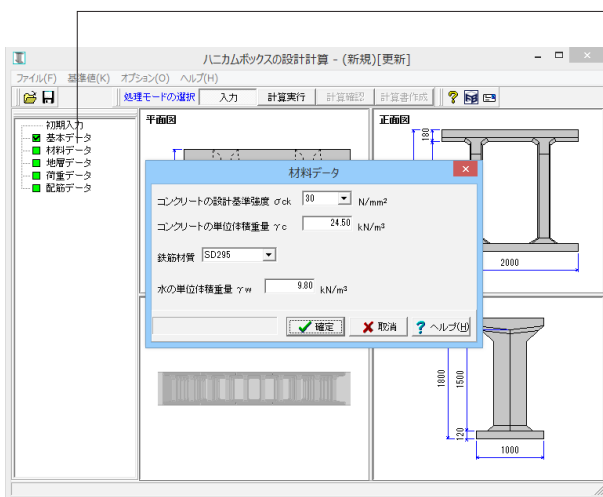 ハニカムボックスの設計計算 - (新規)[更新]
ファイル(F) 基準値(K) オプション(O) ヘルプ(H)
処理モードの選択 入力 計算実行 計算確認 計算書作成
初期入力
基本データ
材料データ
地層データ
荷重データ
配筋データ
平面図
正面図
180
2000
材料データ
コンクリートの設計基準強度 σck 30 N/mm²
コンクリートの単位体積重量 γc 24.50 kN/m³
鉄筋材質 SD295
水の単位体積重量 γw 9.80 kN/m³
確定 取消 ヘルプ(H)
1800
1500
120
1000